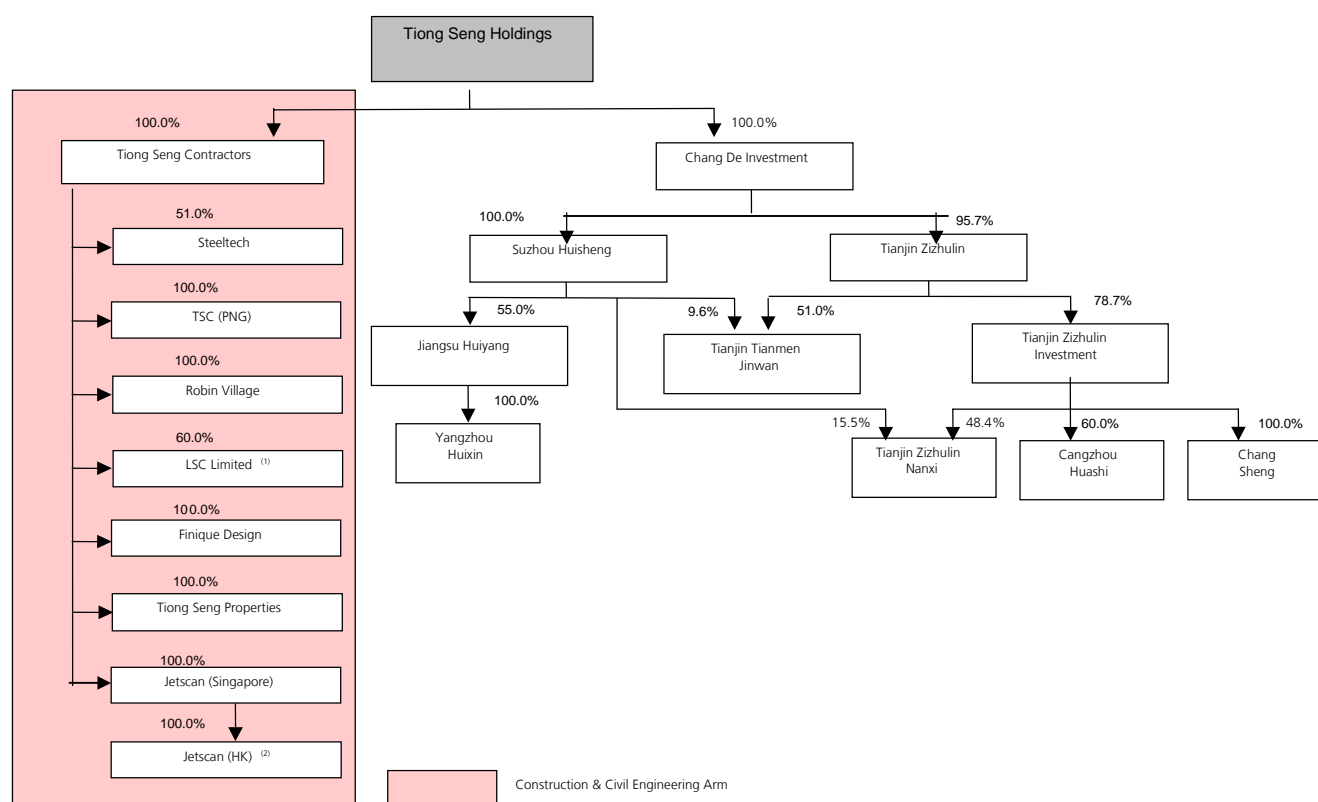 Tiong Seng Holdings
100.0%
Tiong Seng Contractors
51.0%
Steeltech
100.0%
TSC (PNG)
100.0%
Robin Village
60.0%
LSC Limited (1)
100.0%
Finique Design
100.0%
Tiong Seng Properties
100.0%
Jetscan (Singapore)
100.0%
Jetscan (HK) (2)
100.0%
Chang De Investment
100.0%
Suzhou Huisheng
95.7%
Tianjin Zizhulin
55.0%
Jiangsu Huiyang
9.6%
51.0%
Tianjin Tianmen
Jinwan
78.7%
Tianjin Zizhulin
Investment
100.0%
Yangzhou
Huixin
15.5%
48.4%
Tianjin Zizhulin
Nanxi
60.0%
Cangzhou
Huashi
100.0%
Chang
Sheng
Construction & Civil Engineering Arm